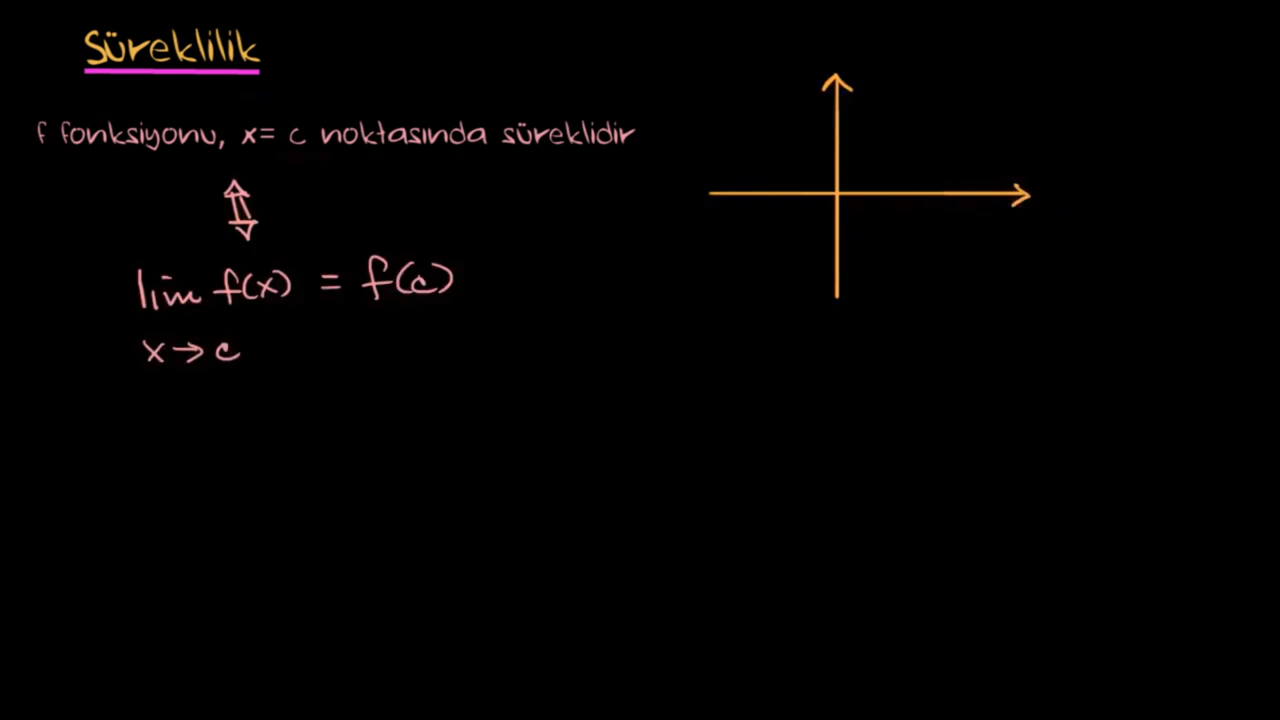 Süreklilik
f fonksiyonu, x= c noktasında süreklidir
lim f(x) = f(c)
x→c